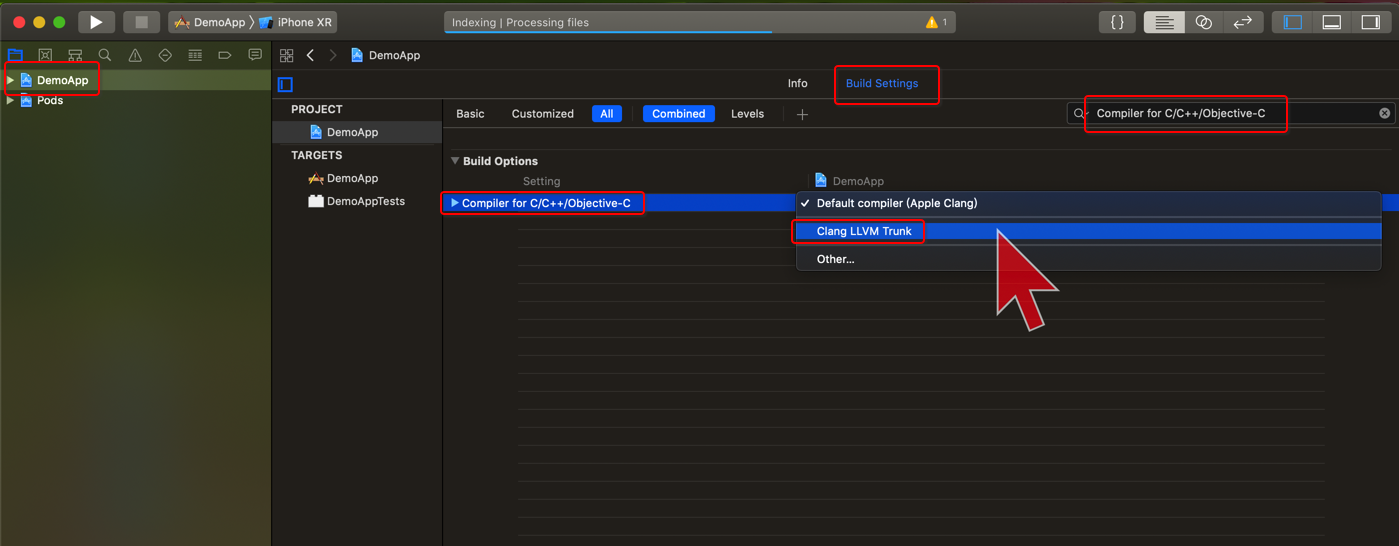 DemoApp 〉 iPhone XR
Indexing | Processing files
1
{}
DemoApp
DemoApp
Pods
Info
Build Settings
PROJECT
DemoApp
TARGETS
DemoApp
DemoAppTests
Basic
Customized
All
Combined
Levels
Compiler for C/C++/Objective-C
Build Options
Setting
DemoApp
Compiler for C/C++/Objective-C
Default compiler (Apple Clang)
Clang LLVM Trunk
Other...